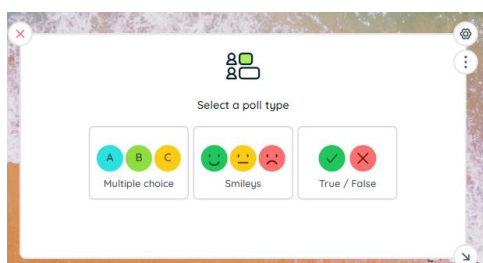 Select a poll type
A B C
Multiple choice
Smileys
True / False